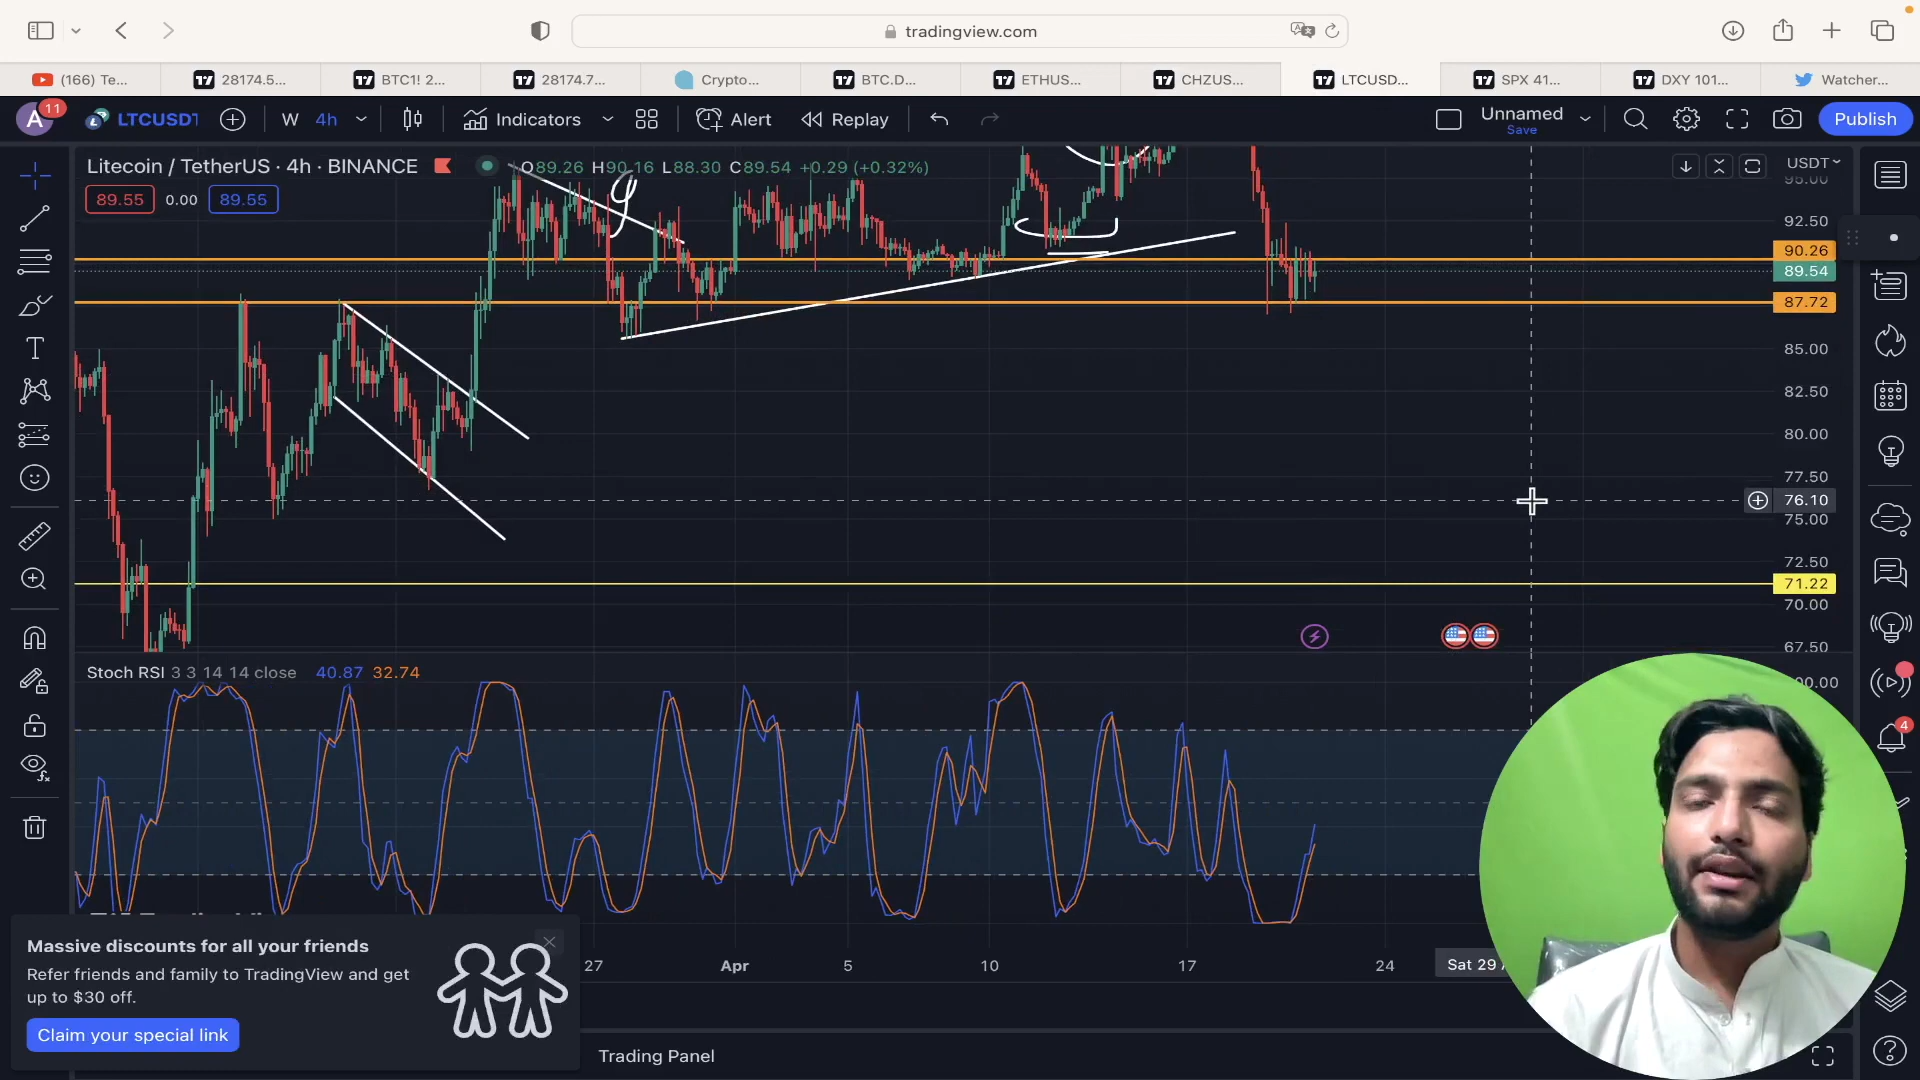 tradingview.com
(166) Te...
28174.5...
BTC1! 2...
28174.7...
Crypto...
BTC.D...
ETHUS...
CHZUS...
LTCUSD...
SPX 41...
DXY 101...
Watcher...
A 11
LTCUSDT
W 4h
Indicators
Alert
Replay
Unnamed
Save
Publish
Litecoin / TetherUS · 4h · BINANCE
O89.26 H90.16 L88.30 C89.54 +0.29 (+0.32%)
USDT
89.55 0.00 89.55
95.00
92.50
90.26
89.54
87.72
85.00
82.50
80.00
77.50
76.10
75.00
72.50
71.22
70.00
67.50
Stoch RSI 3 3 14 14 close 40.87 32.74
4
Massive discounts for all your friends
Refer friends and family to TradingView and get
up to $30 off.
Claim your special link
27 Apr 5 10 17 24 Sat 29
Trading Panel